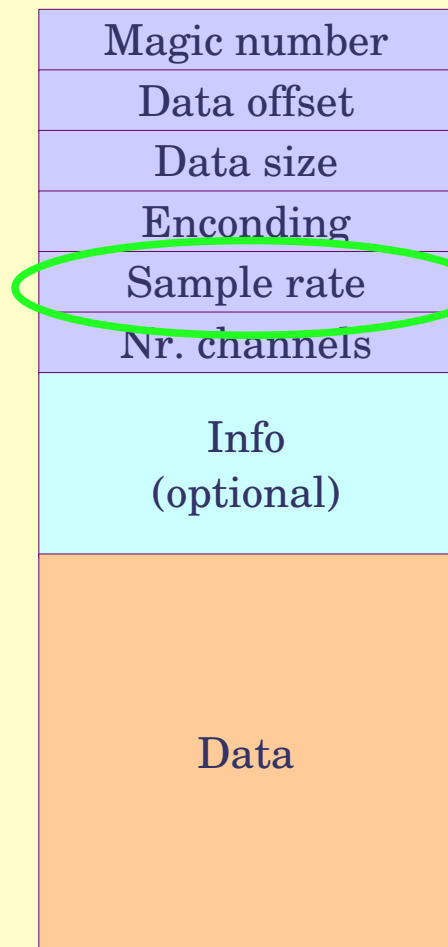 Magic number
Data offset
Data size
Enconding
Sample rate
Nr. channels
Info
(optional)
Data